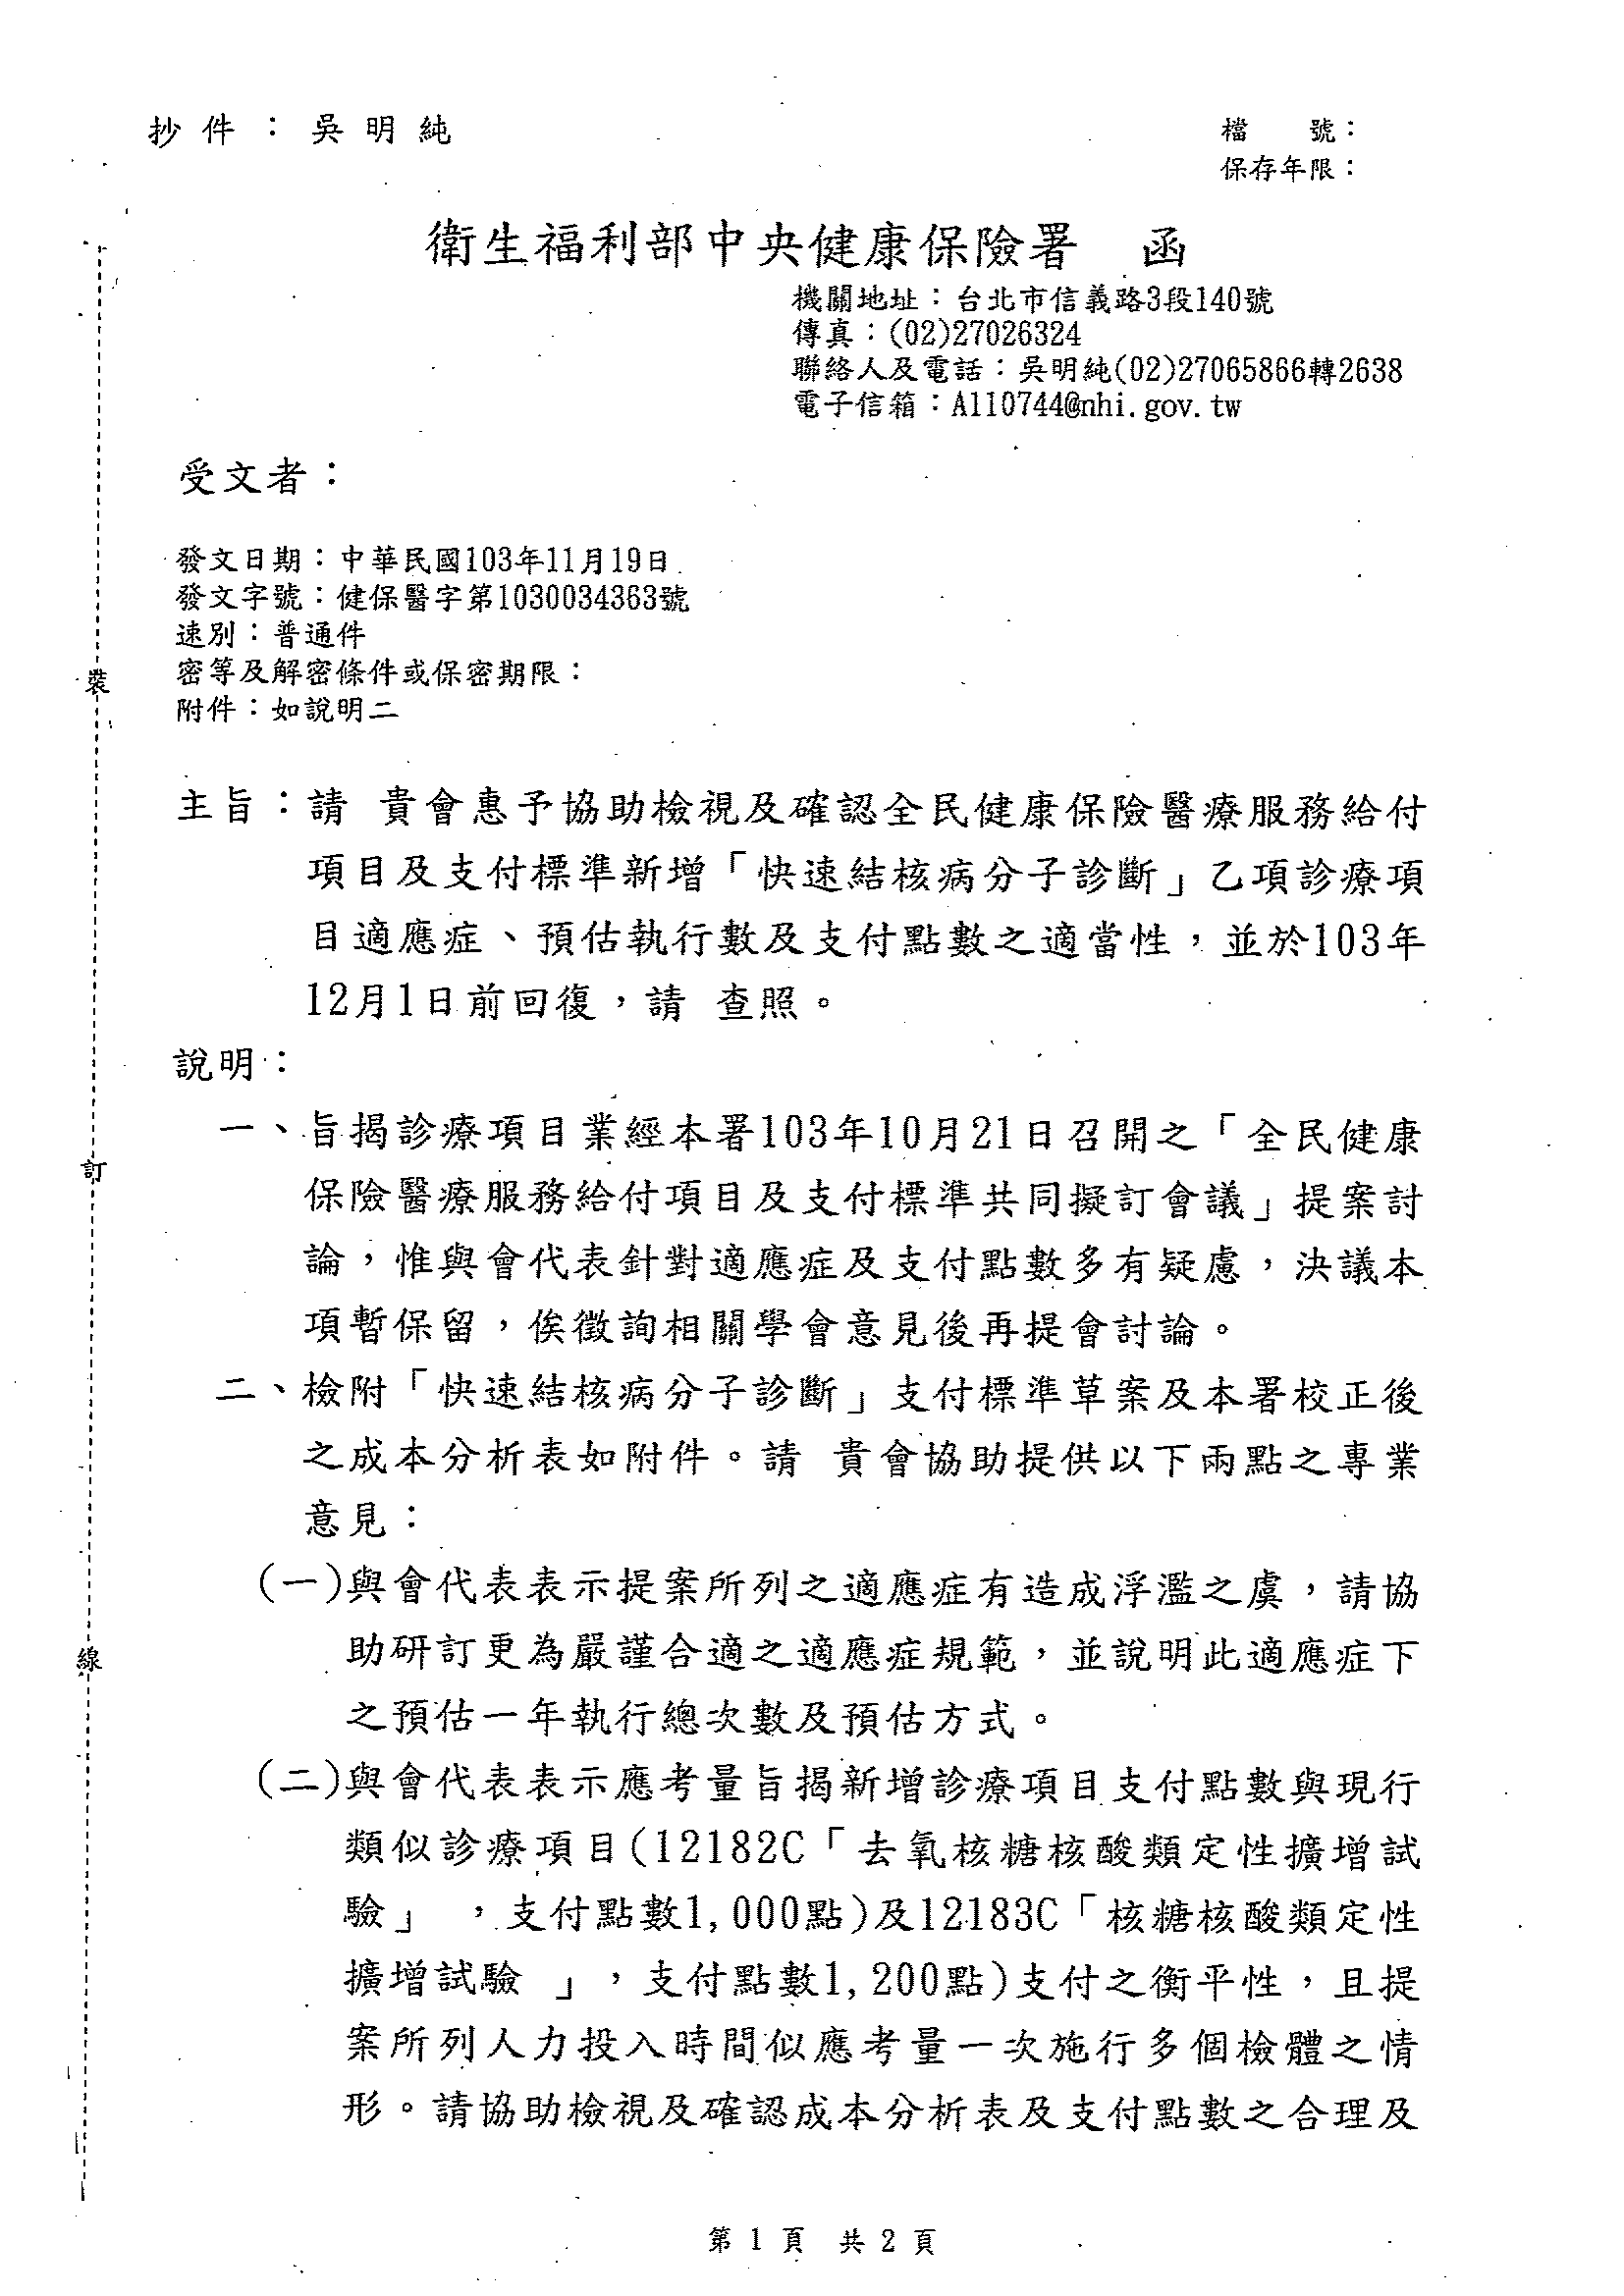 抄件：吳明純
檔　　號：
保存年限：
衛生福利部中央健康保險署　函
機關地址：台北市信義路3段140號
傳真：(02)27026324
聯絡人及電話：吳明純(02)27065866轉2638
電子信箱：A110744@nhi.gov.tw
受文者：
發文日期：中華民國103年11月19日
發文字號：健保醫字第1030034363號
速別：普通件
密等及解密條件或保密期限：
附件：如說明二
主旨：請　貴會惠予協助檢視及確認全民健康保險醫療服務給付
項目及支付標準新增「快速結核病分子診斷」乙項診療項
目適應症、預估執行數及支付點數之適當性，並於103年
12月1日前回復，請　查照。
說明：
一、旨揭診療項目業經本署103年10月21日召開之「全民健康
保險醫療服務給付項目及支付標準共同擬訂會議」提案討
論，惟與會代表針對適應症及支付點數多有疑慮，決議本
項暫保留，俟徵詢相關學會意見後再提會討論。
二、檢附「快速結核病分子診斷」支付標準草案及本署校正後
之成本分析表如附件。請　貴會協助提供以下兩點之專業
意見：
(一)與會代表表示提案所列之適應症有造成浮濫之虞，請協
助研訂更為嚴謹合適之適應症規範，並說明此適應症下
之預估一年執行總次數及預估方式。
(二)與會代表表示應考量旨揭新增診療項目支付點數與現行
類似診療項目(12182C「去氧核糖核酸類定性擴增試
驗」　，支付點數1,000點)及12183C「核糖核酸類定性
擴增試驗　」，支付點數1,200點)支付之衡平性，且提
案所列人力投入時間似應考量一次施行多個檢體之情
形。請協助檢視及確認成本分析表及支付點數之合理及
裝
訂
線
第1頁　共2頁